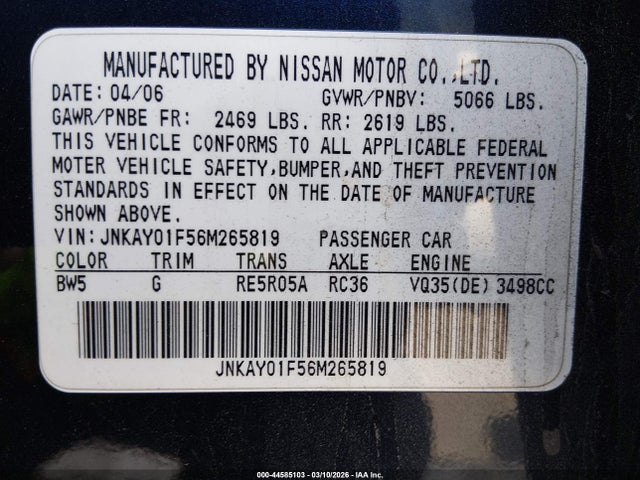 MANUFACTURED BY NISSAN MOTOR CO.,LTD.
DATE: 04/06 GVWR/PNBV: 5066 LBS.
GAWR/PNBE FR: 2469 LBS. RR: 2619 LBS.
THIS VEHICLE CONFORMS TO ALL APPLICABLE FEDERAL
MOTER VEHICLE SAFETY,BUMPER,AND THEFT PREVENTION
STANDARDS IN EFFECT ON THE DATE OF MANUFACTURE
SHOWN ABOVE.
VIN:JNKAY01F56M265819 PASSENGER CAR
COLOR TRIM TRANS AXLE ENGINE
BW5 G RE5R05A RC36 VQ35(DE) 3498CC
JNKAY01F56M265819
000-44585103 — 03/10/2026 — IAA Inc.